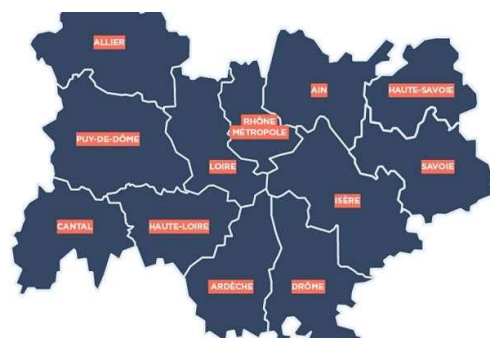 ALLIER
AIN
HAUTE-SAVOIE
RHÔNE
MÉTROPOLE
PUY-DE-DÔME
LOIRE
SAVOIE
ISÈRE
CANTAL
HAUTE-LOIRE
ARDÈCHE
DRÔME